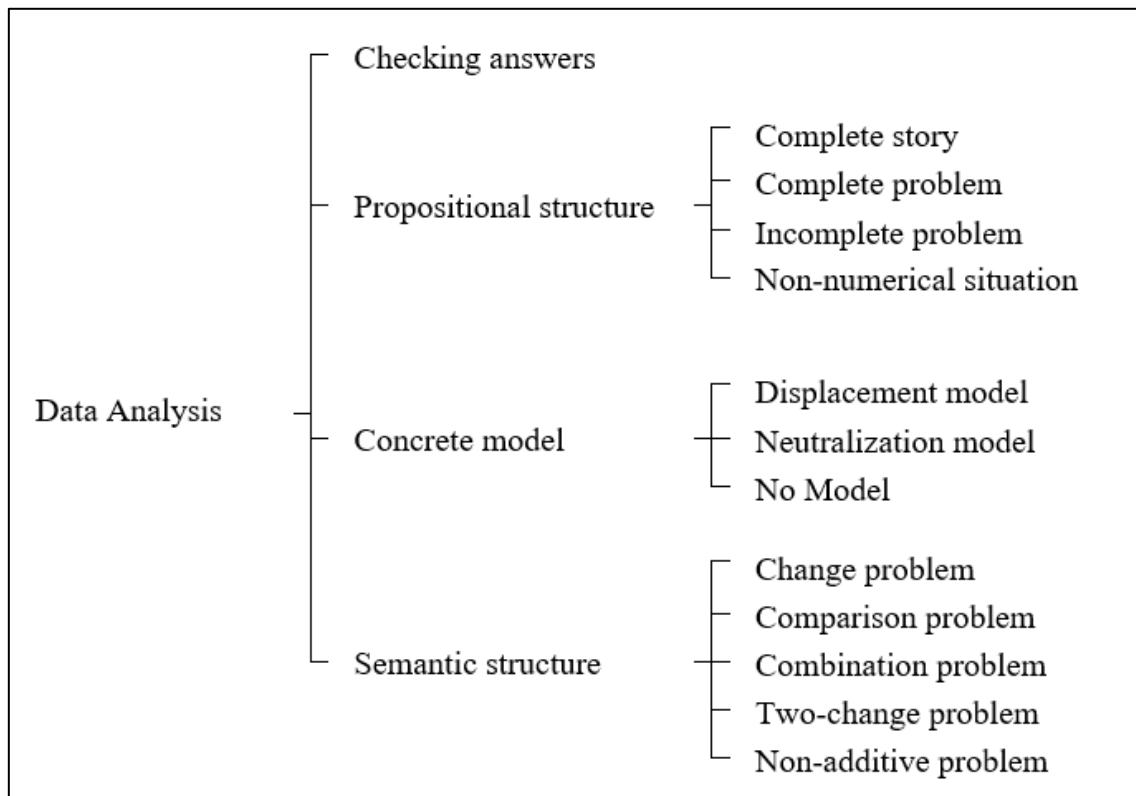 Checking answers
Complete story
Complete problem
Propositional structure
Incomplete problem
Non-numerical situation
Data Analysis
Displacement model
Concrete model
Neutralization model
No Model
Change problem
Comparison problem
Semantic structure
Combination problem
Two-change problem
Non-additive problem